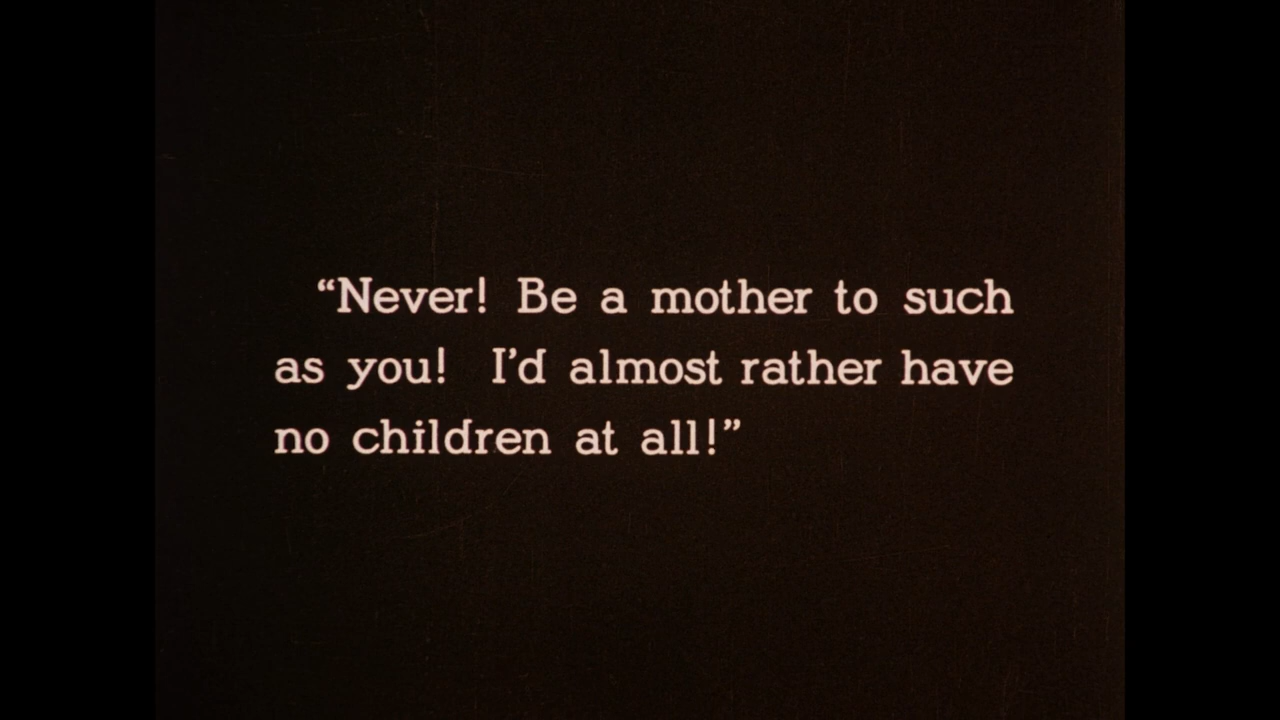 “Never! Be a mother to such
as you! I’d almost rather have
no children at all!”